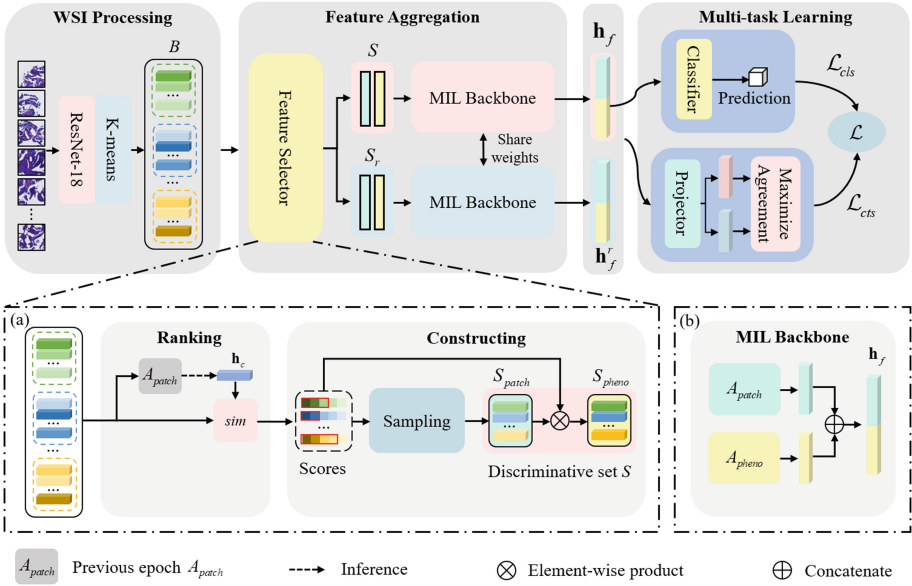 WSI Processing
Feature Aggregation
Multi-task Learning
B
...
...
...
...
ResNet-18
K-means
Feature Selector
S
S_r
MIL Backbone
Share
weights
MIL Backbone
h_f
h_f^r
Classifier
Prediction
Projector
Maximize
Agreement
L_cls
L
L_cts
(a)
Ranking
Constructing
...
...
...
A_patch
h_c
sim
...
Scores
Sampling
S_patch
S_pheno
...
...
Discriminative set S
(b)
MIL Backbone
A_patch
A_pheno
h_f
A_patch
Previous epoch A_patch
Inference
Element-wise product
Concatenate